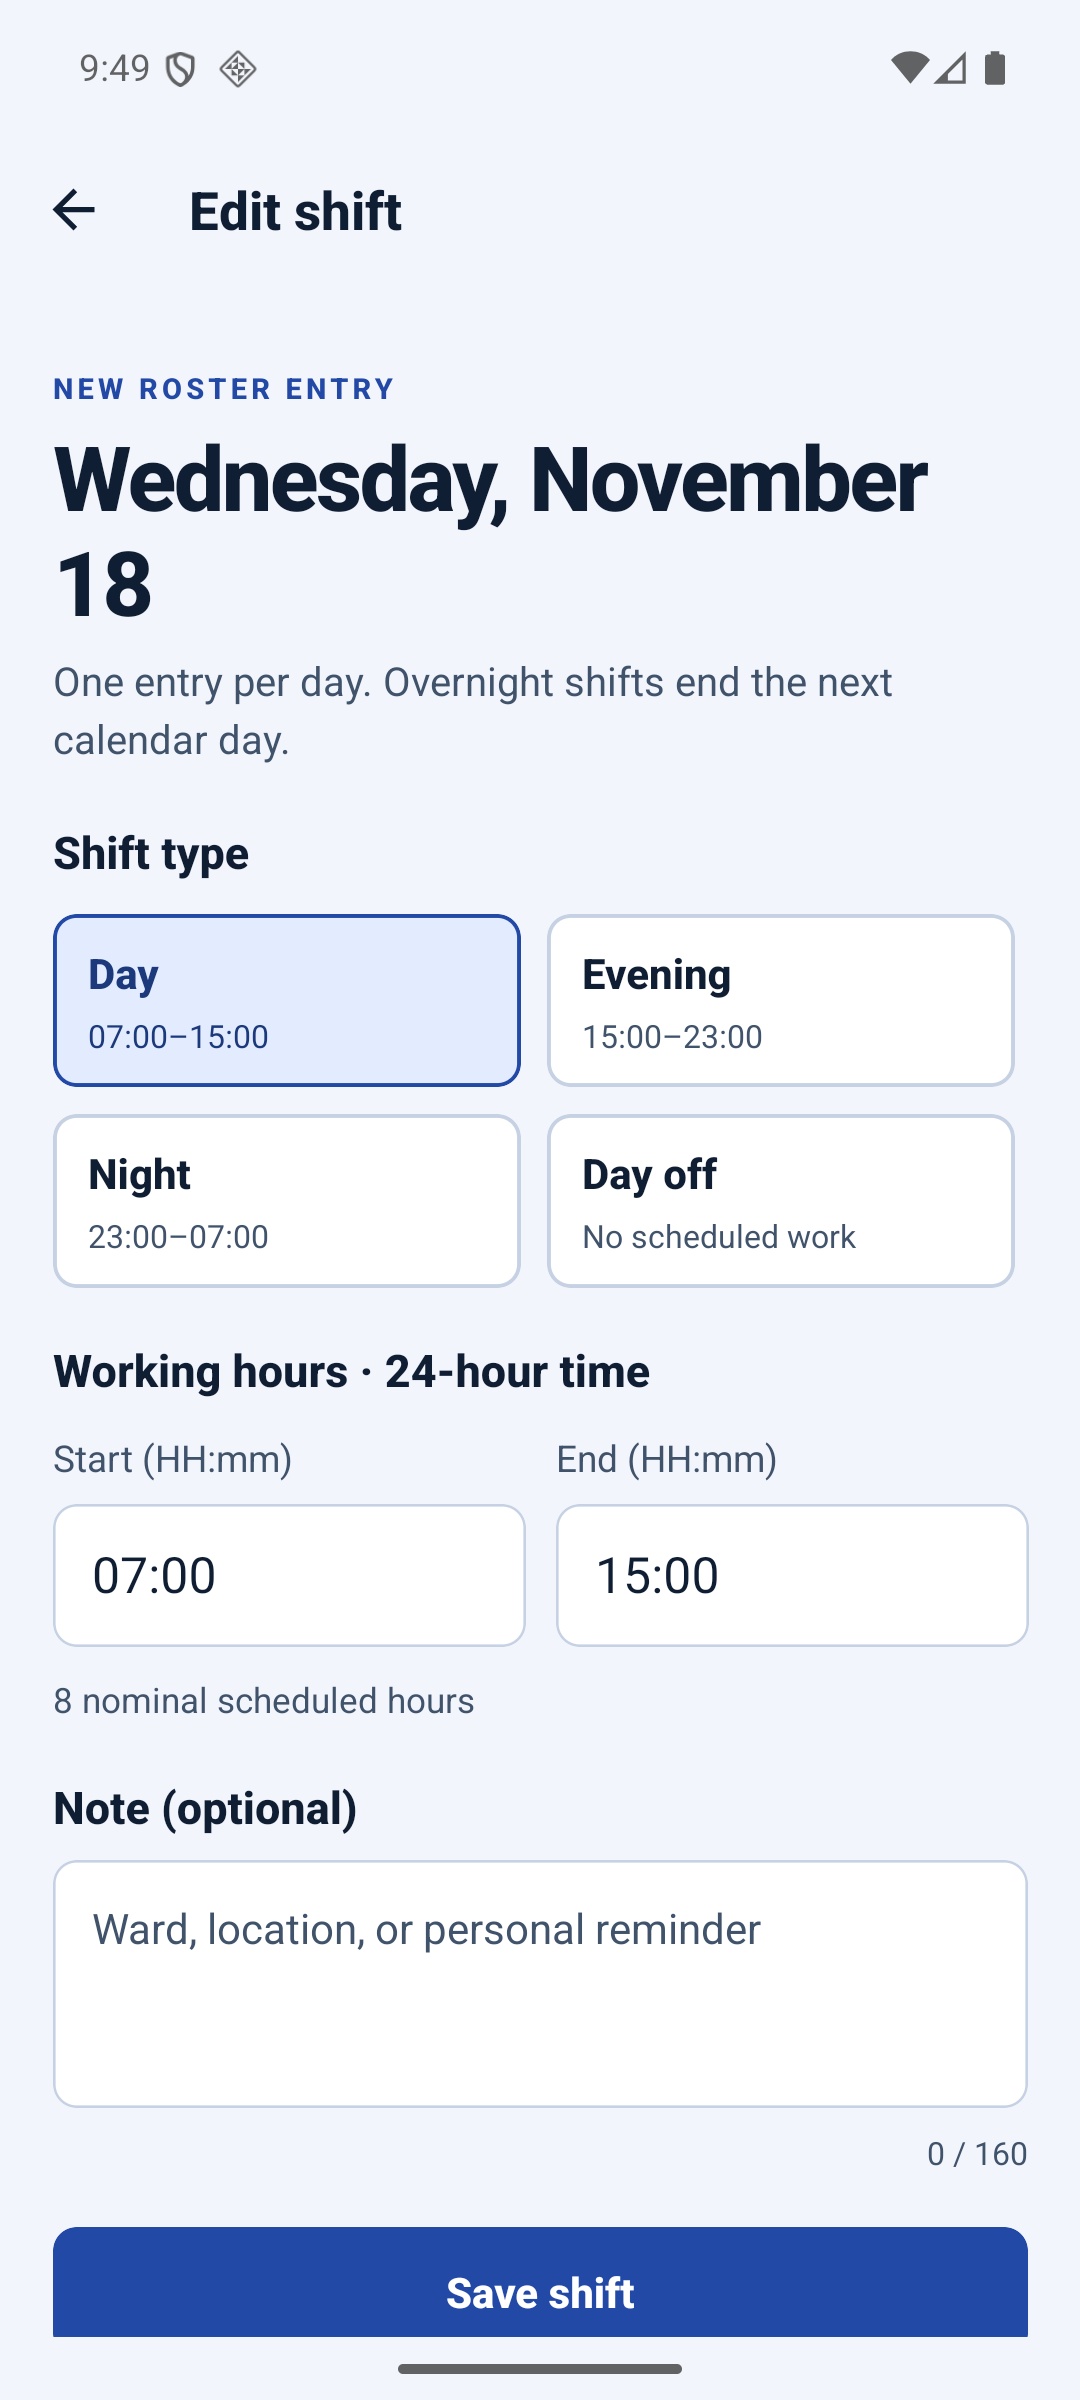 9:49
Edit shift
NEW ROSTER ENTRY
Wednesday, November
18
One entry per day. Overnight shifts end the next
calendar day.
Shift type
Day
07:00–15:00
Evening
15:00–23:00
Night
23:00–07:00
Day off
No scheduled work
Working hours · 24-hour time
Start (HH:mm)
End (HH:mm)
07:00
15:00
8 nominal scheduled hours
Note (optional)
Ward, location, or personal reminder
0 / 160
Save shift